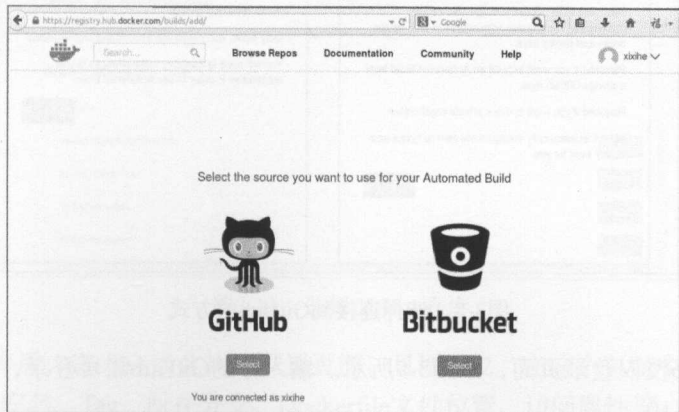 https://registry.hub.docker.com/builds/add/
Google
Search...
Browse Repos Documentation Community Help xixihe
Select the source you want to use for your Automated Build
GitHub Bitbucket
Select Select
You are connected as xixihe